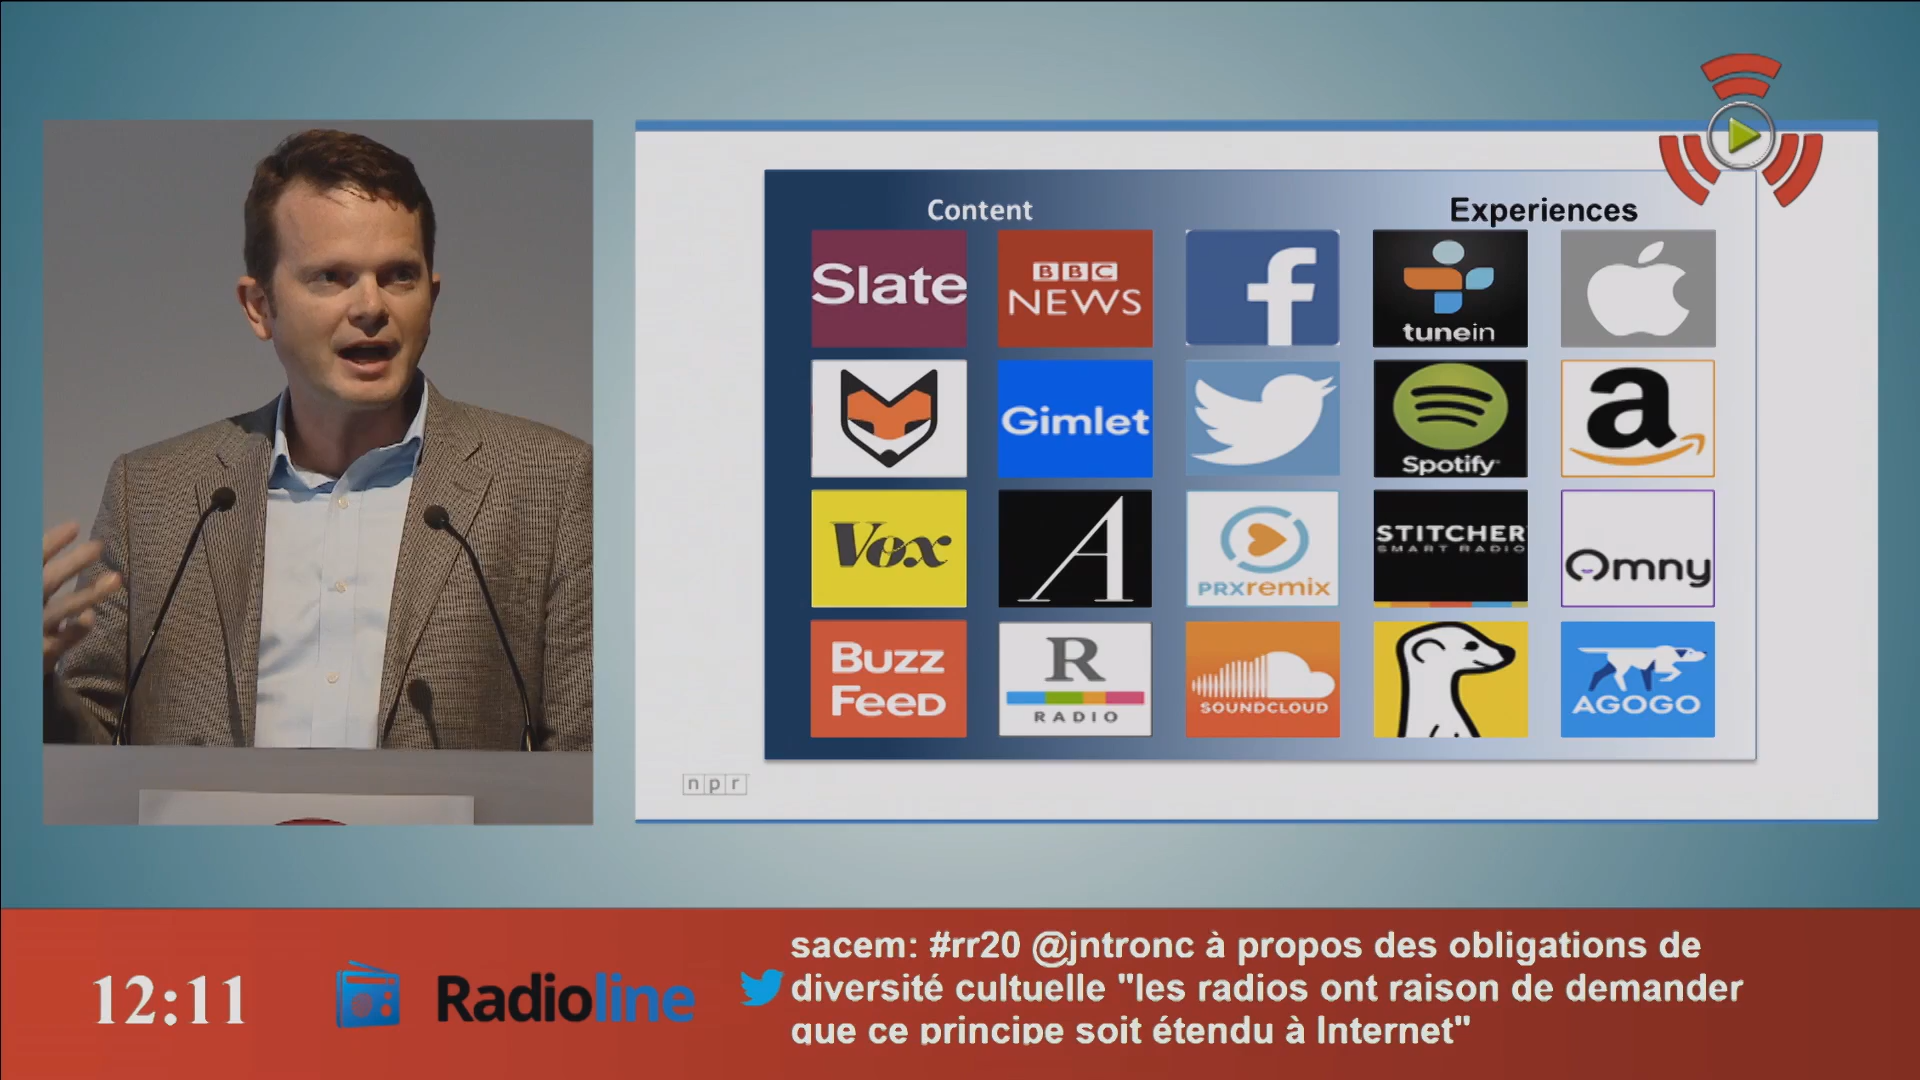 Content
Experiences
Slate
BBC
NEWS
f
tunein
Gimlet
a
Spotify
Vox
A
PRXremix
STITCHER
SMART RADIO
Omny
BUZZ
FEED
R
RADIO
SOUNDCLOUD
AGOGO
npr
12:11
Radioline
sacem: #rr20 @jntronc à propos des obligations de
diversité cultuelle "les radios ont raison de demander
que ce principe soit étendu à Internet"